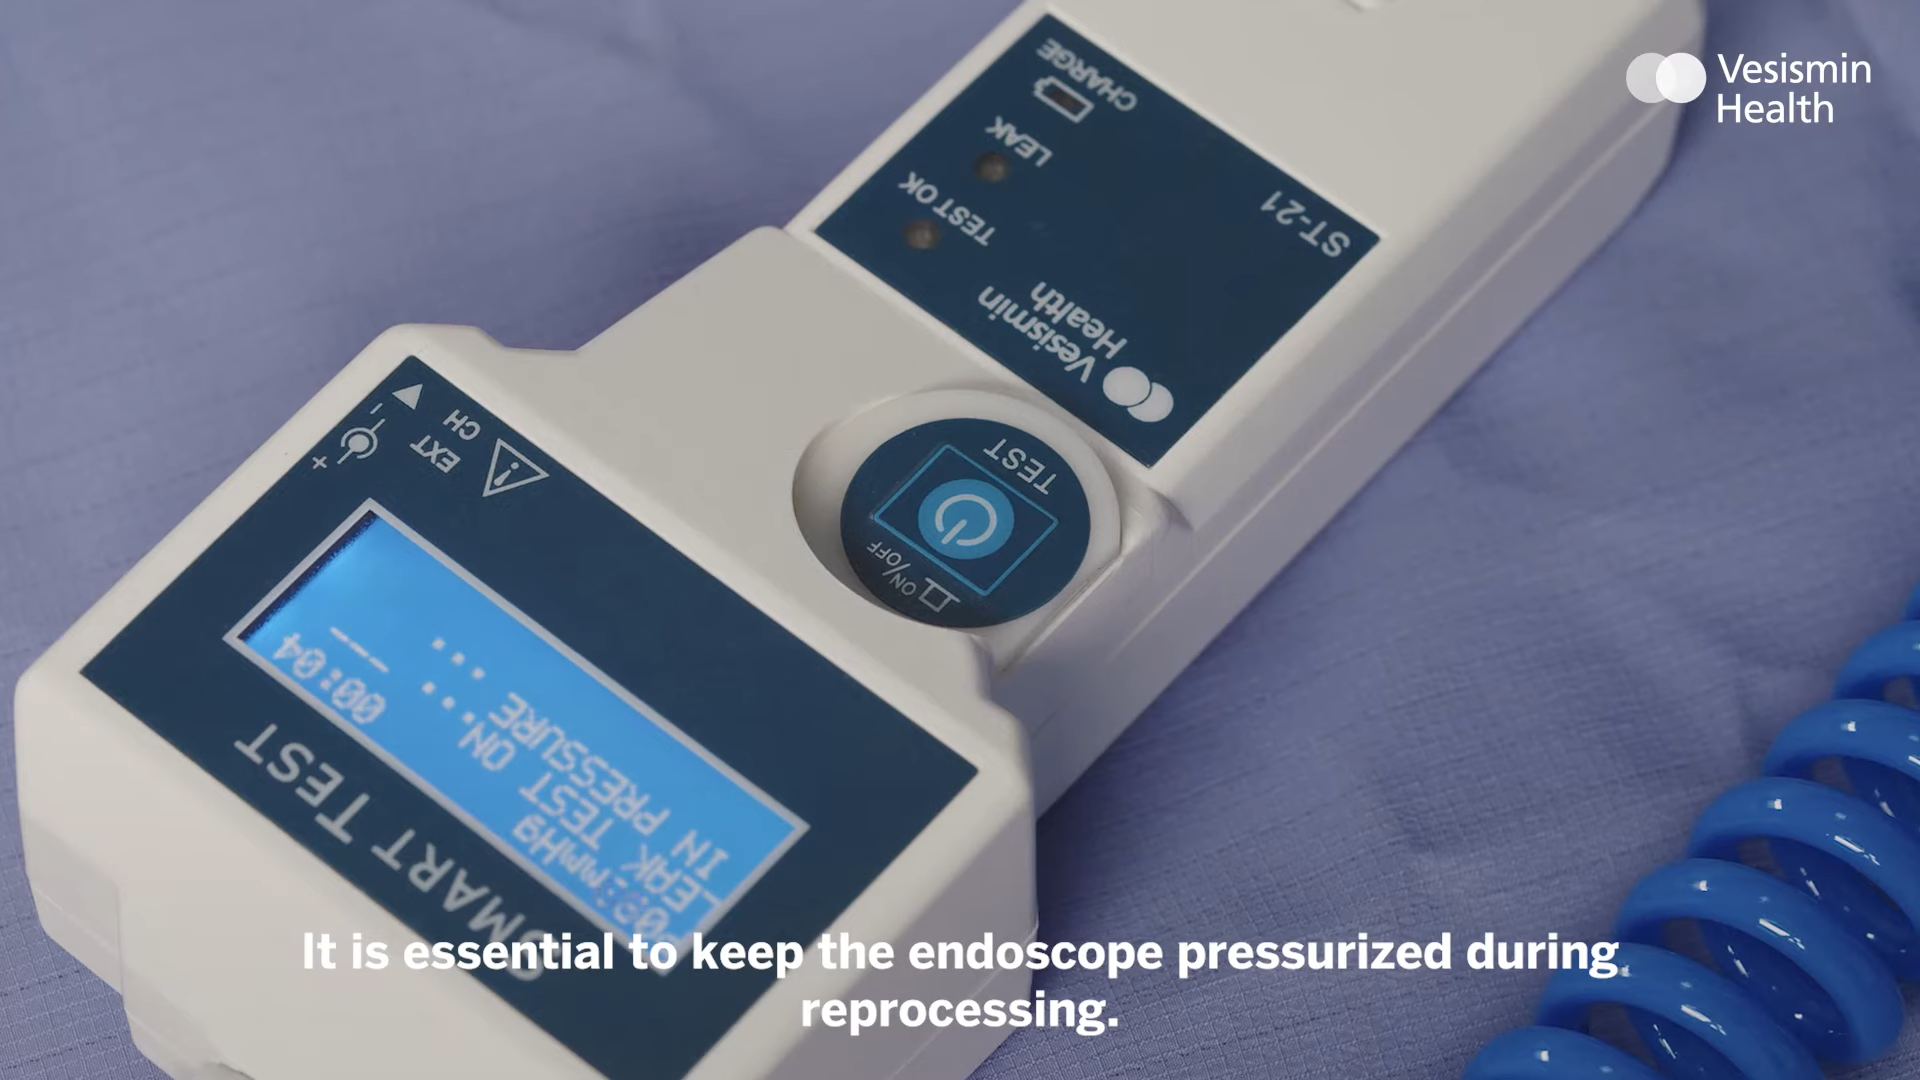 Vesismin
Health
CHARGE
LEAK
TEST OK
ST-21
Vesismin
Health
TEST
ON/OFF
EXT
CH
SMART TEST
LEAK TEST ON
IN PRESSURE
00:04
It is essential to keep the endoscope pressurized during
reprocessing.